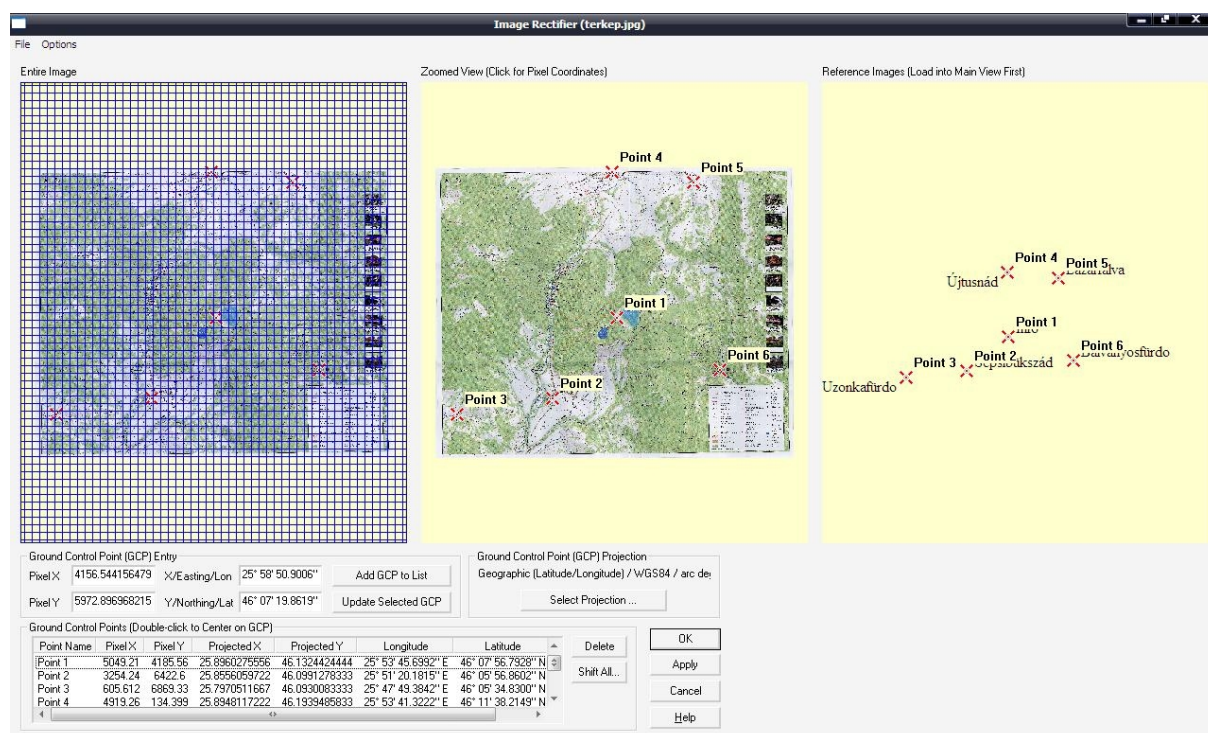 Image Rectifier (terkep.jpg)
File Options
Entire Image
Zoomed View (Click for Pixel Coordinates)
Reference Images (Load into Main View First)
Point 4
Point 5
Point 1
Point 6
Point 2
Point 3
Point 4
Point 5
Újtusnád
Point 1
Point 6
Point 2
Point 3
Uzonkafürdo
Ground Control Point (GCP) Entry
Pixel X 4156.544156479 X/Easting/Lon 25° 58' 50.9006" Add GCP to List
Pixel Y 5972.896968215 Y/Northing/Lat 46° 07' 19.8619" Update Selected GCP
Ground Control Point (GCP) Projection
Geographic (Latitude/Longitude) / WGS84 / arc de
Select Projection ...
Ground Control Points (Double-click to Center on GCP)
Point Name Pixel X Pixel Y Projected X Projected Y Longitude Latitude
Point 1 5049.21 4185.56 25.8960275556 46.1324424444 25° 53' 45.6992" E 46° 07' 56.7928" N
Point 2 3254.24 6422.6 25.8556059722 46.0991278333 25° 51' 20.1815" E 46° 05' 56.8602" N
Point 3 605.612 6869.33 25.7970511667 46.0930083333 25° 47' 49.3842" E 46° 05' 34.8300" N
Point 4 4919.26 134.399 25.8948117222 46.1939485833 25° 53' 41.3222" E 46° 11' 38.2149" N
Delete
Shift All...
OK
Apply
Cancel
Help